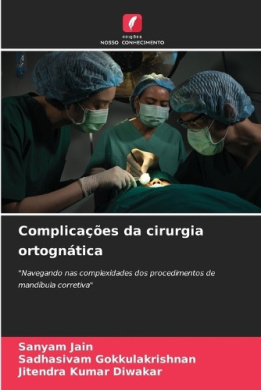 edições
NOSSO CONHECIMENTO
Complicações da cirurgia
ortognática
"Navegando nas complexidades dos procedimentos de
mandíbula corretiva"
Sanyam Jain
Sadhasivam Gokkulakrishnan
Jitendra Kumar Diwakar